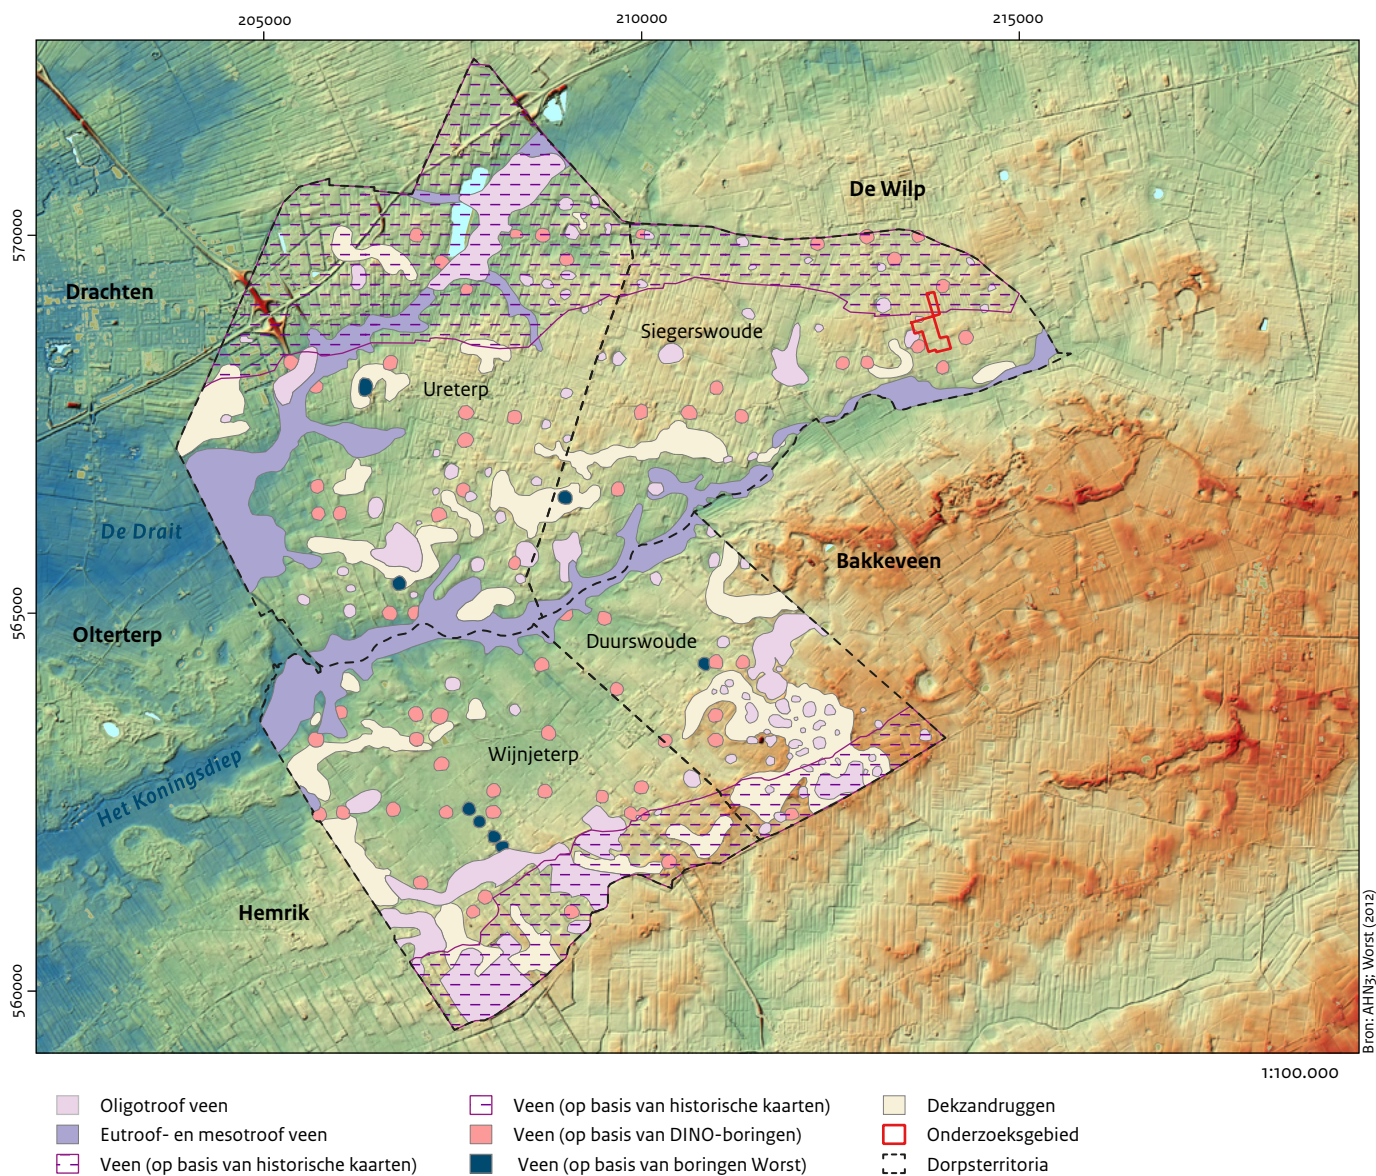 205000
210000
215000
570000
565000
560000
De Wilp
Drachten
Siegerswoude
Ureterp
De Drait
Bakkeveen
Olterterp
Duurswoude
Wijnjeterp
Het Koningsdiep
Hemrik
Bron: AHN3; Worst (2012)
1:100.000
Oligotroof veen
Eutroof- en mesotroof veen
Veen (op basis van historische kaarten)
Veen (op basis van historische kaarten)
Veen (op basis van DINO-boringen)
Veen (op basis van boringen Worst)
Dekzandruggen
Onderzoeksgebied
Dorpsterritoria